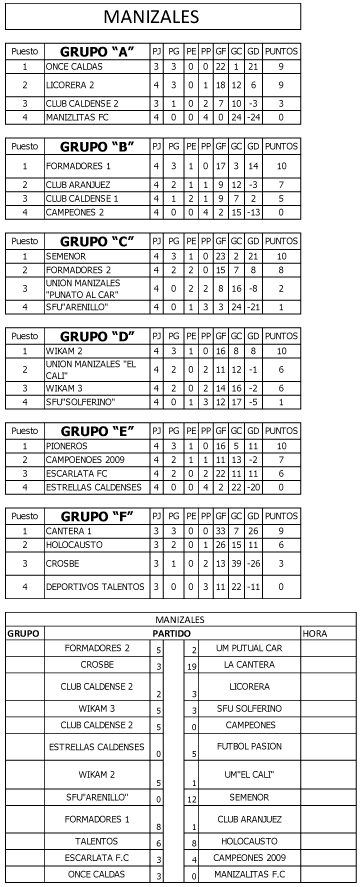 MANIZALES
Puesto GRUPO "A" PJ PG PE PP GF GC GD PUNTOS
1 ONCE CALDAS 3 3 0 0 22 1 21 9
2 LICORERA 2 4 3 0 1 18 12 6 9
3 CLUB CALDENSE 2 3 1 0 2 7 10 -3 3
4 MANIZLITAS FC 4 0 0 4 0 24 -24 0
Puesto GRUPO "B" PJ PG PE PP GF GC GD PUNTOS
1 FORMADORES 1 4 3 1 0 17 3 14 10
2 CLUB ARANJUEZ 4 2 1 1 9 12 -3 7
3 CLUB CALDENSE 1 4 1 2 1 9 7 2 5
4 CAMPEONES 2 4 0 0 4 2 15 -13 0
Puesto GRUPO "C" PJ PG PE PP GF GC GD PUNTOS
1 SEMENOR 4 3 1 0 23 2 21 10
2 FORMADORES 2 4 2 2 0 15 7 8 8
3 UNION MANIZALES "PUNATO AL CAR" 4 0 2 2 8 16 -8 2
4 SFU"ARENILLO" 4 0 1 3 3 24 -21 1
Puesto GRUPO "D" PJ PG PE PP GF GC GD PUNTOS
1 WIKAM 2 4 3 1 0 16 8 8 10
2 UNION MANIZALES "EL CALI" 4 2 0 2 11 12 -1 6
3 WIKAM 3 4 2 0 2 14 16 -2 6
4 SFU"SOLFERINO" 4 0 1 3 12 17 -5 1
Puesto GRUPO "E" PJ PG PE PP GF GC GD PUNTOS
1 PIONEROS 4 3 1 0 16 5 11 10
2 CAMPOENOES 2009 4 2 1 1 11 13 -2 7
3 ESCARLATA FC 4 2 0 2 22 11 11 6
4 ESTRELLAS CALDENSES 4 0 0 4 2 22 -20 0
Puesto GRUPO "F" PJ PG PE PP GF GC GD PUNTOS
1 CANTERA 1 3 3 0 0 33 7 26 9
2 HOLOCAUSTO 3 2 0 1 26 15 11 6
3 CROSBE 3 1 0 2 13 39 -26 3
4 DEPORTIVOS TALENTOS 3 0 0 3 11 22 -11 0
MANIZALES
GRUPO PARTIDO HORA
FORMADORES 2 5 2 UM PUTUAL CAR
CROSBE 3 19 LA CANTERA
CLUB CALDENSE 2 2 3 LICORERA
WIKAM 3 5 3 SFU SOLFERINO
CLUB CALDENSE 2 5 0 CAMPEONES
ESTRELLAS CALDENSES 0 5 FUTBOL PASION
WIKAM 2 5 1 UM"EL CALI"
SFU"ARENILLO" 0 12 SEMENOR
FORMADORES 1 8 1 CLUB ARANJUEZ
TALENTOS 6 8 HOLOCAUSTO
ESCARLATA F.C 3 4 CAMPEONES 2009
ONCE CALDAS 3 0 MANIZALITAS F.C